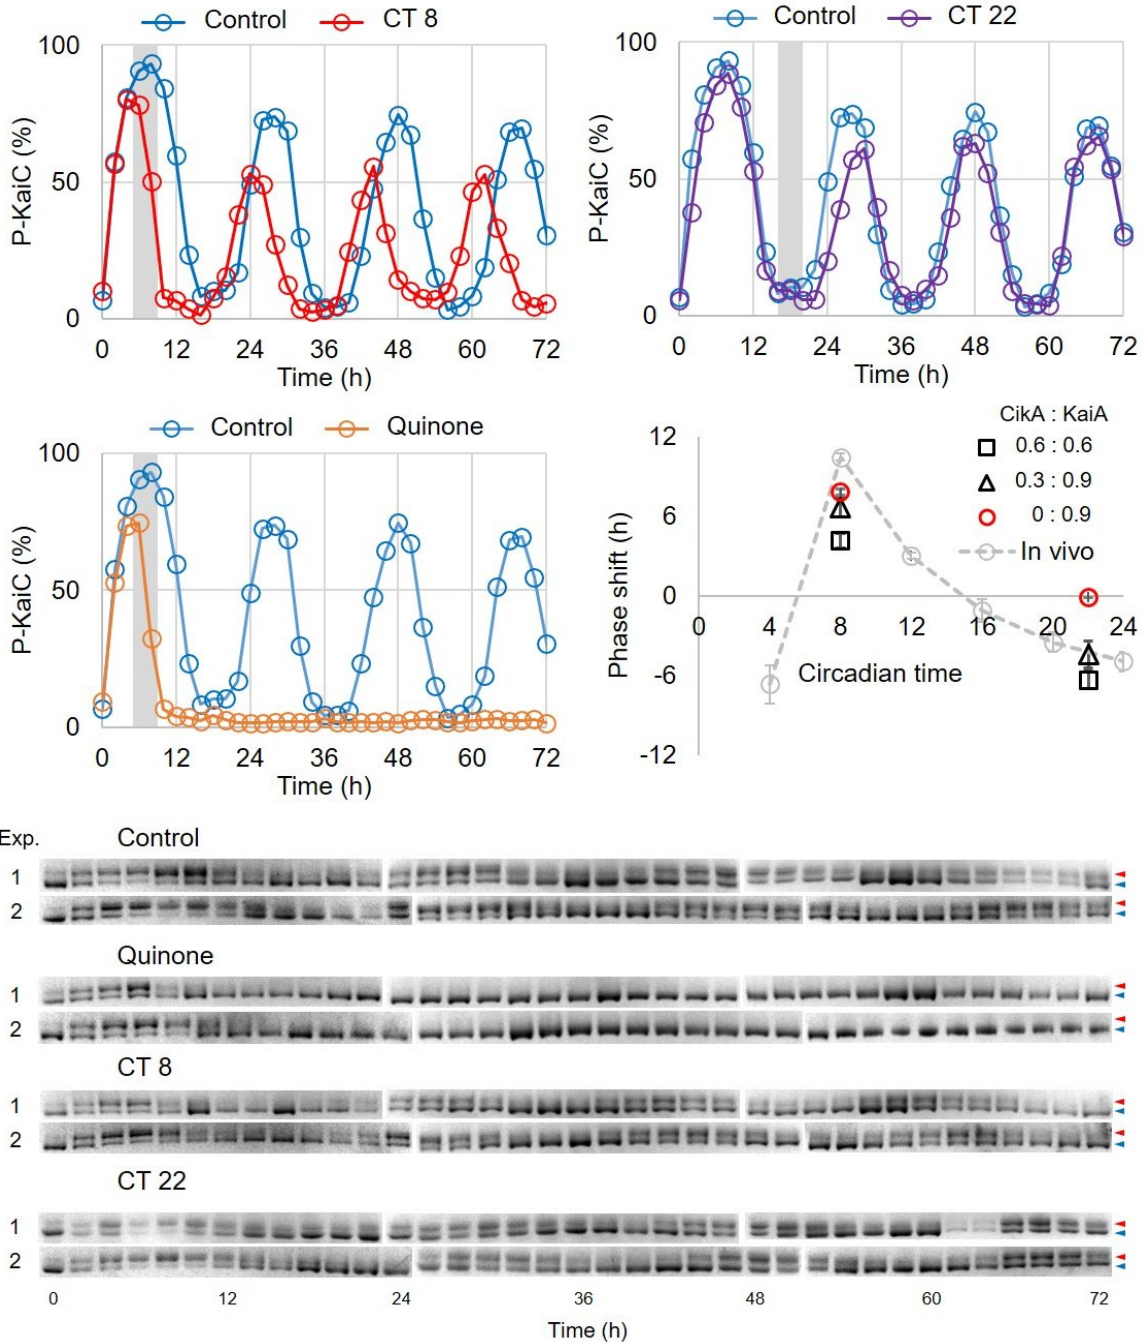 Control CT 8
100
50
0
P-KaiC (%)
0 12 24 36 48 60 72
Time (h)
Control CT 22
100
50
0
P-KaiC (%)
0 12 24 36 48 60 72
Time (h)
Control Quinone
100
50
0
P-KaiC (%)
0 12 24 36 48 60 72
Time (h)
CikA : KaiA
0.6 : 0.6
0.3 : 0.9
0 : 0.9
In vivo
12
6
0
-6
-12
Phase shift (h)
0 4 8 12 16 20 24
Circadian time
Exp. Control
1
2
Quinone
1
2
CT 8
1
2
CT 22
1
2
0 12 24 36 48 60 72
Time (h)